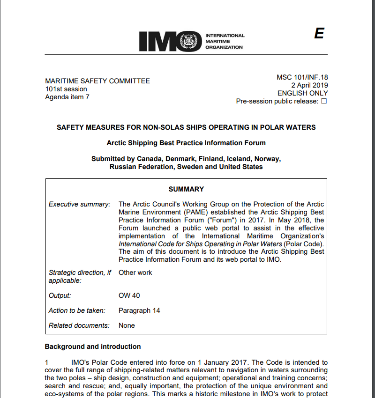 E
IMO INTERNATIONAL
MARITIME
ORGANIZATION
MARITIME SAFETY COMMITTEE
101st session
Agenda item 7
MSC 101/INF.18
2 April 2019
ENGLISH ONLY
Pre-session public release: ☐
SAFETY MEASURES FOR NON-SOLAS SHIPS OPERATING IN POLAR WATERS
Arctic Shipping Best Practice Information Forum
Submitted by Canada, Denmark, Finland, Iceland, Norway,
Russian Federation, Sweden and United States
SUMMARY
Executive summary: The Arctic Council's Working Group on the Protection of the Arctic
Marine Environment (PAME) established the Arctic Shipping Best
Practice Information Forum ("Forum") in 2017. In May 2018, the
Forum launched a public web portal to assist in the effective
implementation of the International Maritime Organization's
International Code for Ships Operating in Polar Waters (Polar Code).
The aim of this document is to introduce the Arctic Shipping Best
Practice Information Forum and its web portal to IMO.
Strategic direction, if Other work
applicable:
Output: OW 40
Action to be taken: Paragraph 14
Related documents: None
Background and introduction
1 IMO's Polar Code entered into force on 1 January 2017. The Code is intended to
cover the full range of shipping-related matters relevant to navigation in waters surrounding
the two poles – ship design, construction and equipment; operational and training concerns;
search and rescue; and, equally important, the protection of the unique environment and
eco-systems of the polar regions. This marks a historic milestone in IMO's work to protect